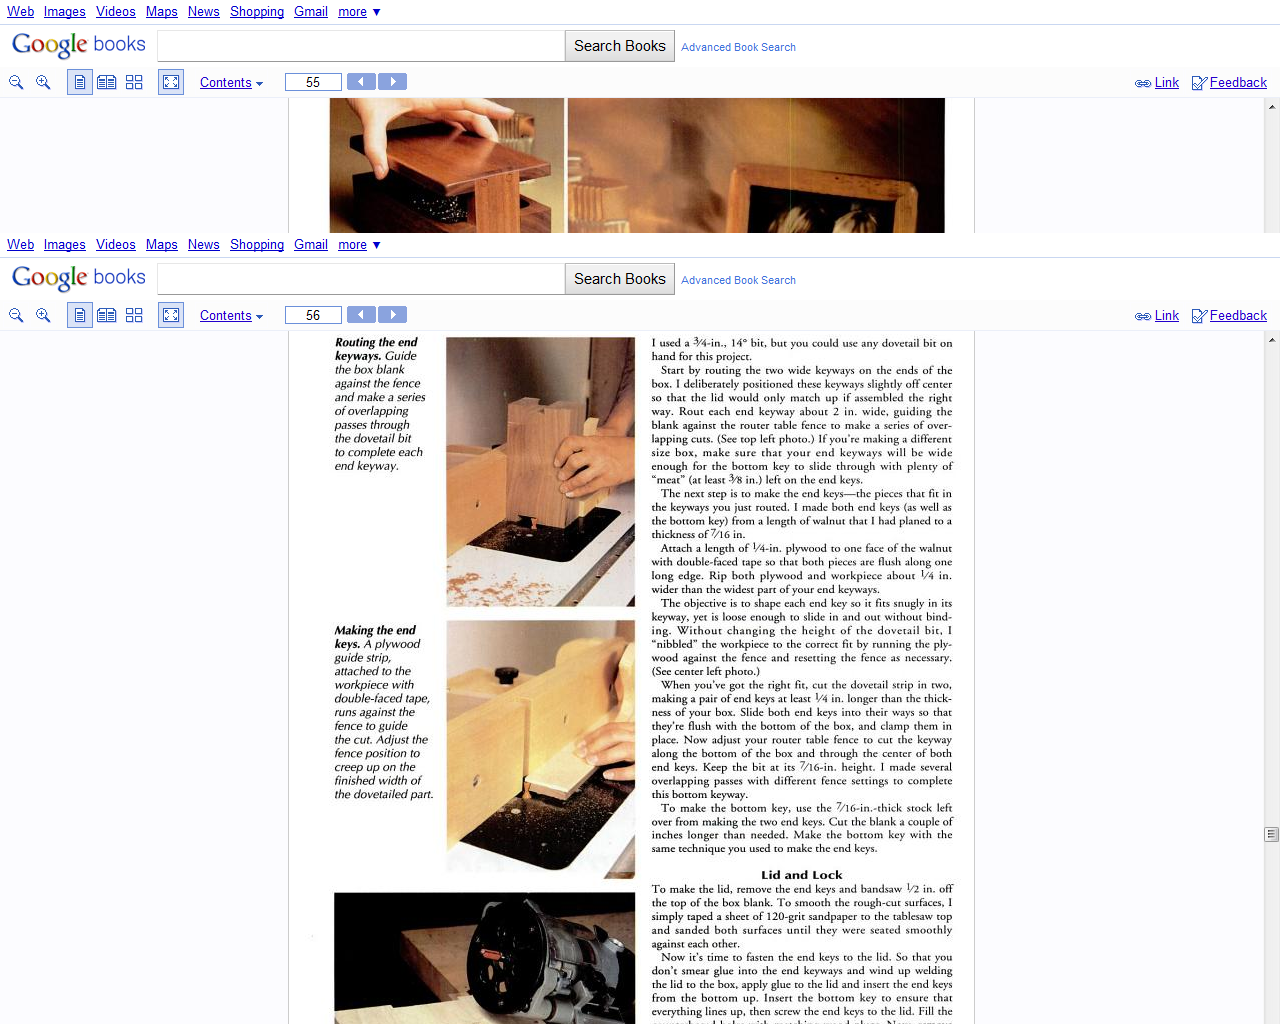 Web Images Videos Maps News Shopping Gmail more ▼
Google books Search Books Advanced Book Search
Contents 55 Link Feedback
Web Images Videos Maps News Shopping Gmail more ▼
Google books Search Books Advanced Book Search
Contents 56 Link Feedback
Routing the end
keyways. Guide
the box blank
against the fence
and make a series
of overlapping
passes through
the dovetail bit
to complete each
end keyway.
Making the end
keys. A plywood
guide strip,
attached to the
workpiece with
double-faced tape,
runs against the
fence to guide
the cut. Adjust the
fence position to
creep up on the
finished width of
the dovetailed part.
I used a 3⁄4-in., 14° bit, but you could use any dovetail bit on
hand for this project.
Start by routing the two wide keyways on the ends of the
box. I deliberately positioned these keyways slightly off center
so that the lid would only match up if assembled the right
way. Rout each end keyway about 2 in. wide, guiding the
blank against the router table fence to make a series of over-
lapping cuts. (See top left photo.) If you're making a different
size box, make sure that your end keyways will be wide
enough for the bottom key to slide through with plenty of
“meat” (at least 3⁄8 in.) left on the end keys.
The next step is to make the end keys—the pieces that fit in
the keyways you just routed. I made both end keys (as well as
the bottom key) from a length of walnut that I had planed to a
thickness of 7⁄16 in.
Attach a length of 1⁄4-in. plywood to one face of the walnut
with double-faced tape so that both pieces are flush along one
long edge. Rip both plywood and workpiece about 1⁄4 in.
wider than the widest part of your end keyways.
The objective is to shape each end key so it fits snugly in its
keyway, yet is loose enough to slide in and out without bind-
ing. Without changing the height of the dovetail bit, I
“nibbled” the workpiece to the correct fit by running the ply-
wood against the fence and resetting the fence as necessary.
(See center left photo.)
When you've got the right fit, cut the dovetail strip in two,
making a pair of end keys at least 1⁄4 in. longer than the thick-
ness of your box. Slide both end keys into their ways so that
they're flush with the bottom of the box, and clamp them in
place. Now adjust your router table fence to cut the keyway
along the bottom of the box and through the center of both
end keys. Keep the bit at its 7⁄16-in. height. I made several
overlapping passes with different fence settings to complete
this bottom keyway.
To make the bottom key, use the 7⁄16-in.-thick stock left
over from making the two end keys. Cut the blank a couple of
inches longer than needed. Make the bottom key with the
same technique you used to make the end keys.
Lid and Lock
To make the lid, remove the end keys and bandsaw 1⁄2 in. off
the top of the box blank. To smooth the rough-cut surfaces, I
simply taped a sheet of 120-grit sandpaper to the tablesaw top
and sanded both surfaces until they were seated smoothly
against each other.
Now it's time to fasten the end keys to the lid. So that you
don't smear glue into the end keyways and wind up welding
the lid to the box, apply glue to the lid and insert the end keys
from the bottom up. Insert the bottom key to ensure that
everything lines up, then screw the end keys to the lid. Fill the